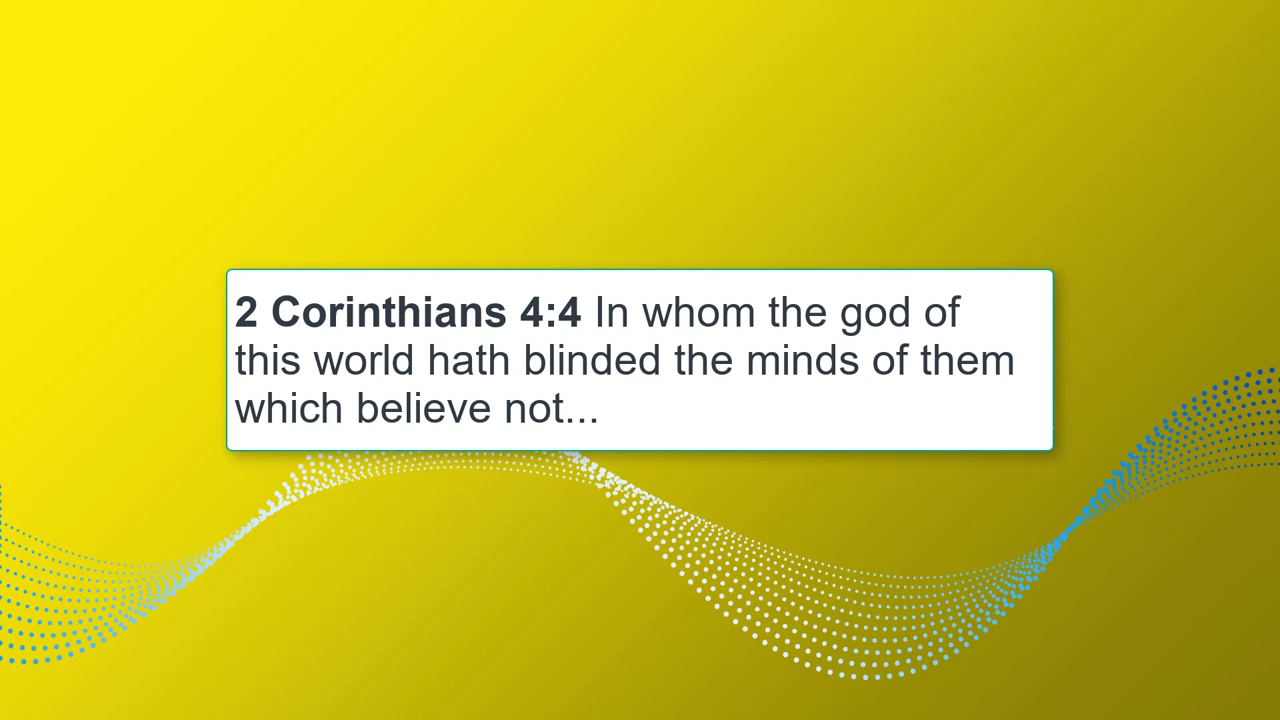 2 Corinthians 4:4 In whom the god of
this world hath blinded the minds of them
which believe not...